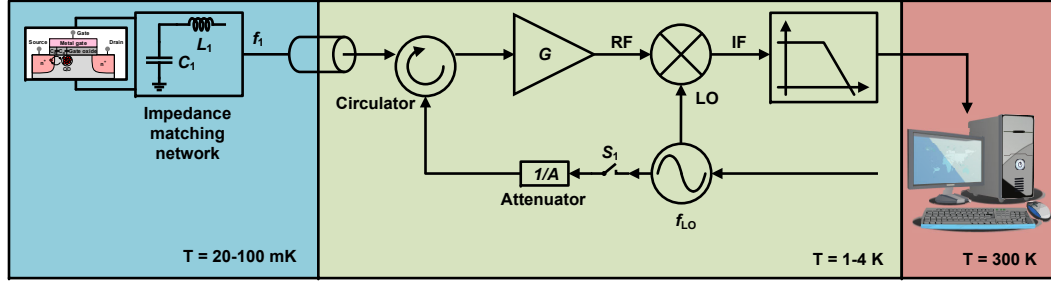 Gate
Source
Drain
Metal gate
Gate oxide
QD
n+
n+
L1
C1
f1
Impedance
matching
network
T = 20-100 mK
Circulator
G
RF
IF
LO
S1
1/A
Attenuator
fLO
T = 1-4 K
T = 300 K